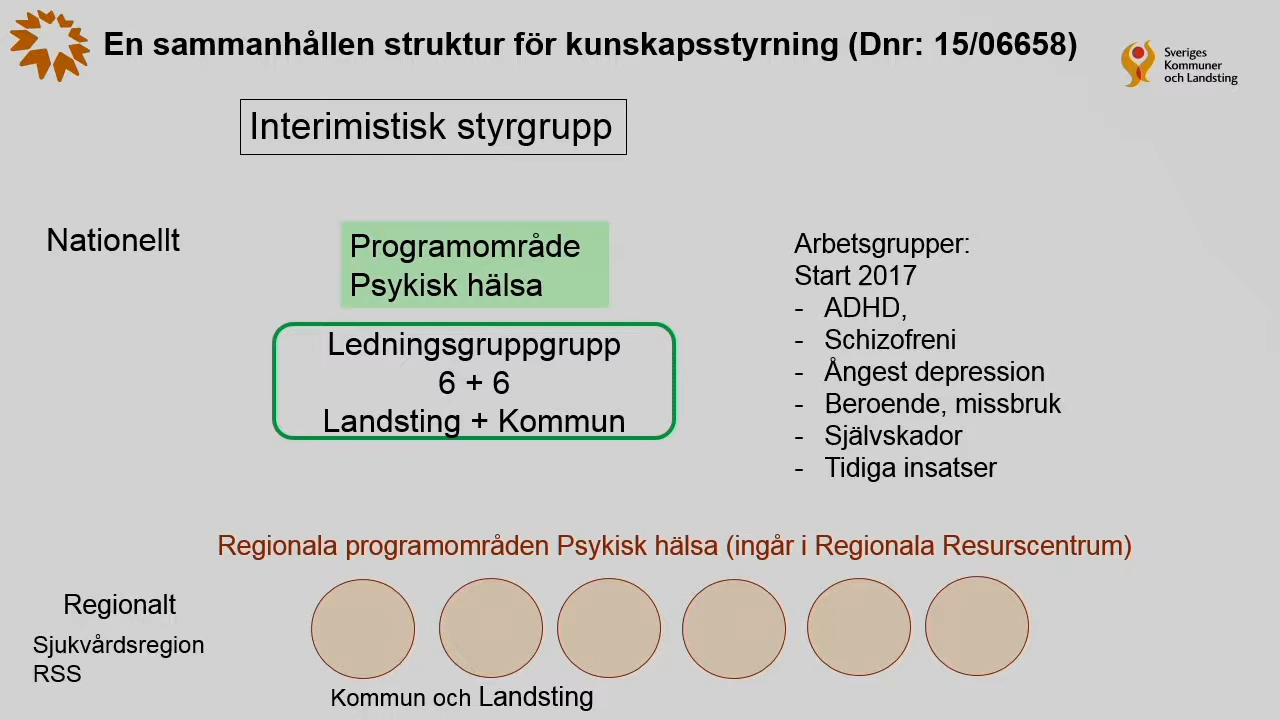 En sammanhållen struktur för kunskapsstyrning (Dnr: 15/06658)
Sveriges
Kommuner
och Landsting
Interimistisk styrgrupp
Nationellt
Programområde
Psykisk hälsa
Ledningsgruppgrupp
6 + 6
Landsting + Kommun
Arbetsgrupper:
Start 2017
- ADHD,
- Schizofreni
- Ångest depression
- Beroende, missbruk
- Självskador
- Tidiga insatser
Regionala programområden Psykisk hälsa (ingår i Regionala Resurscentrum)
Regionalt
Sjukvårdsregion
RSS
Kommun och Landsting